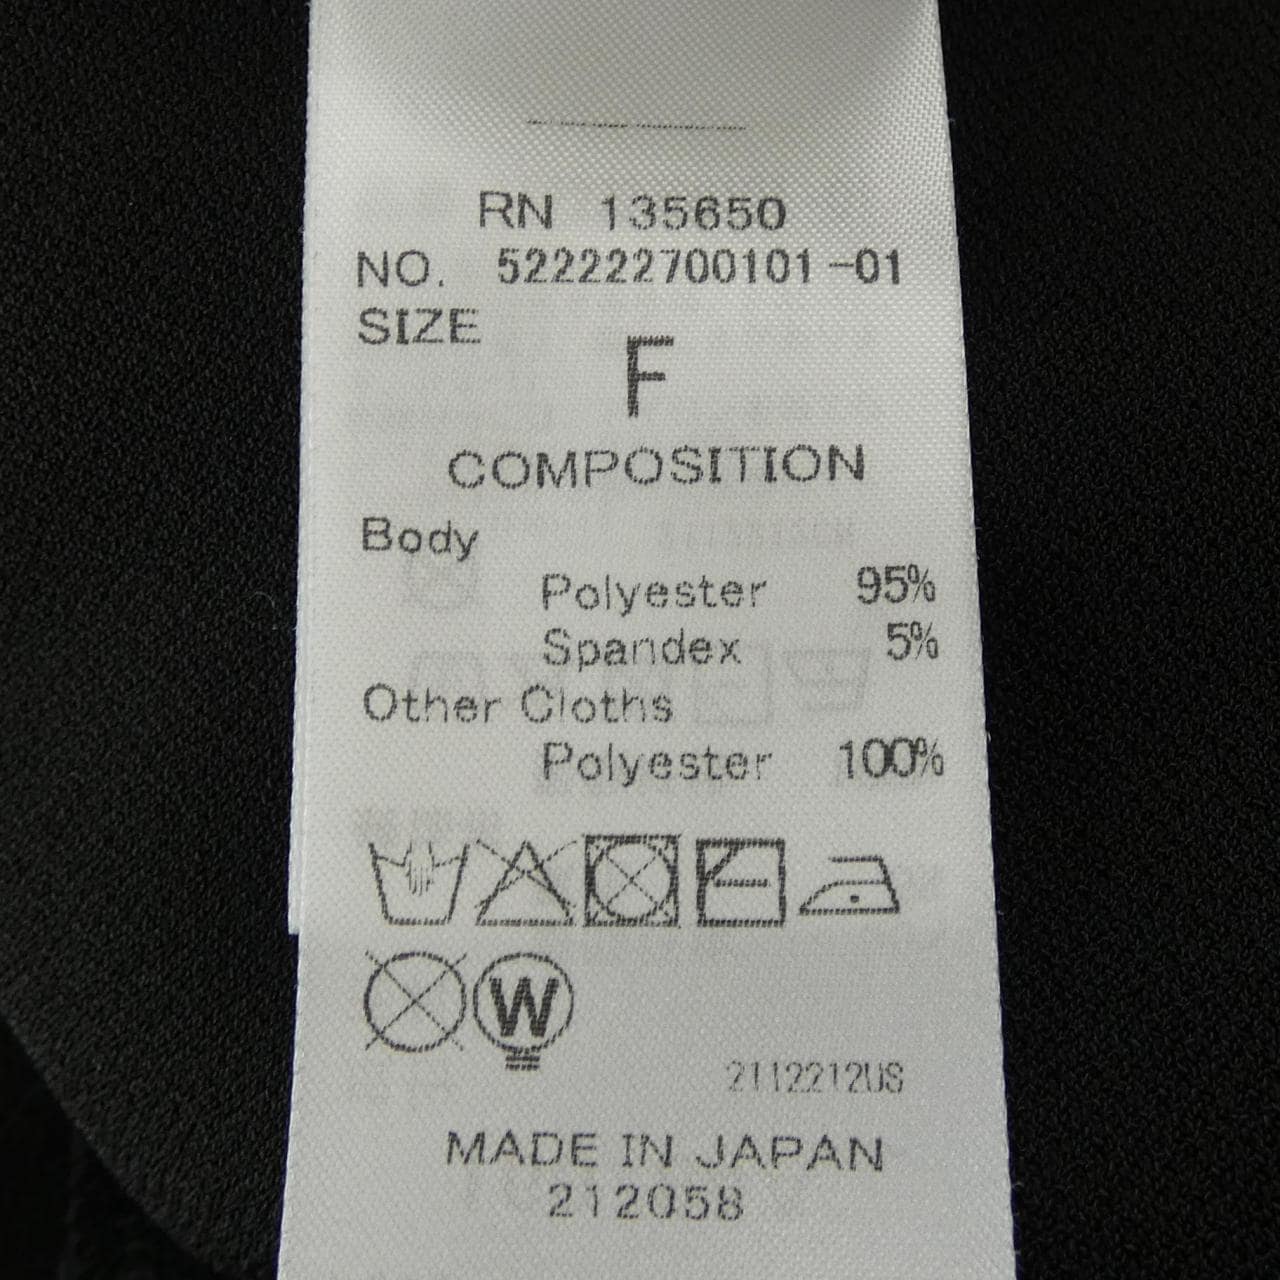 RN 135650
NO. 522222700101-01
SIZE
F
COMPOSITION
Body
Polyester 95%
Spandex 5%
Other Cloths
Polyester 100%
W
2112212US
MADE IN JAPAN
212058